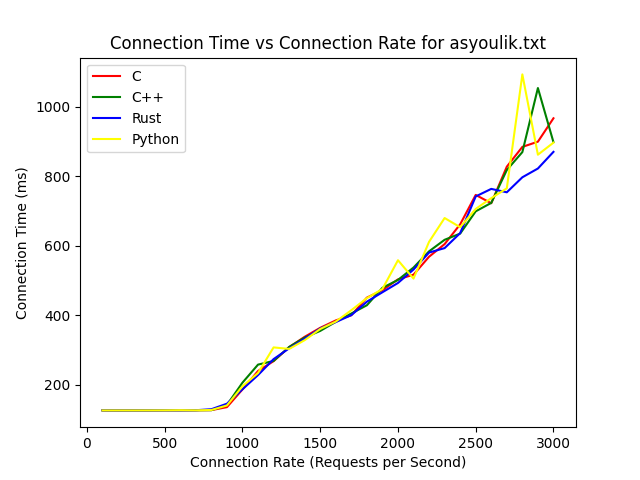 Connection Time vs Connection Rate for asyoulik.txt
C
C++
Rust
Python
Connection Time (ms)
1000
800
600
400
200
0
500
1000
1500
2000
2500
3000
Connection Rate (Requests per Second)